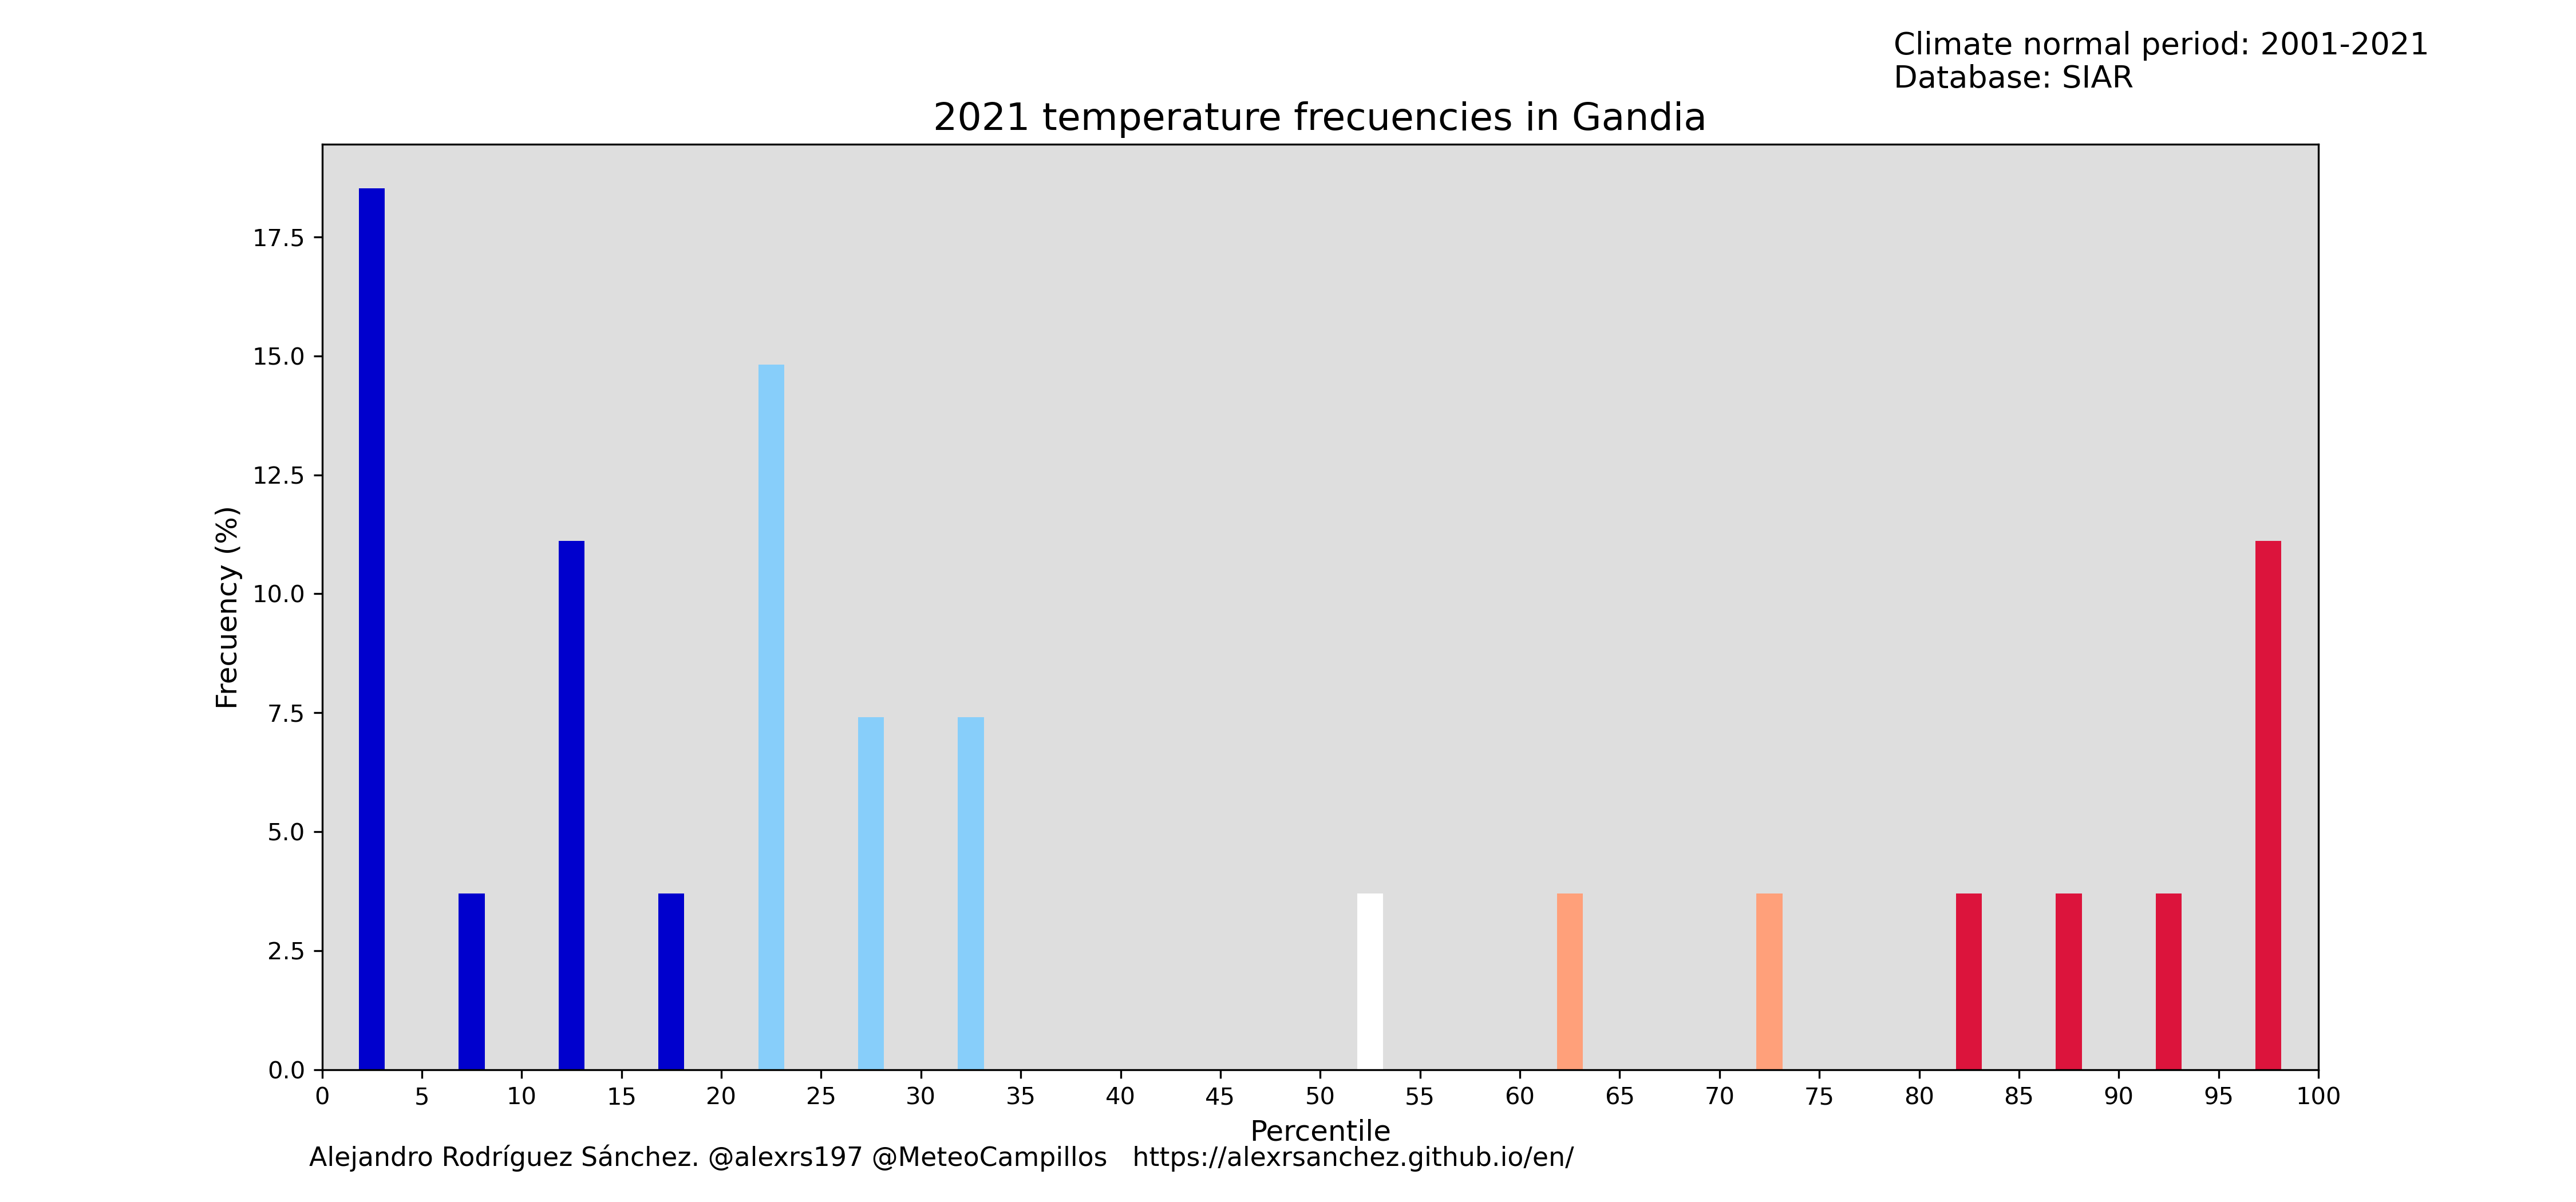 Climate normal period: 2001-2021
Database: SIAR
2021 temperature frecuencies in Gandia
Frecuency (%)
17.5
15.0
12.5
10.0
7.5
5.0
2.5
0.0
0 5 10 15 20 25 30 35 40 45 50 55 60 65 70 75 80 85 90 95 100
Percentile
Alejandro Rodríguez Sánchez. @alexrs197 @MeteoCampillos https://alexrsanchez.github.io/en/